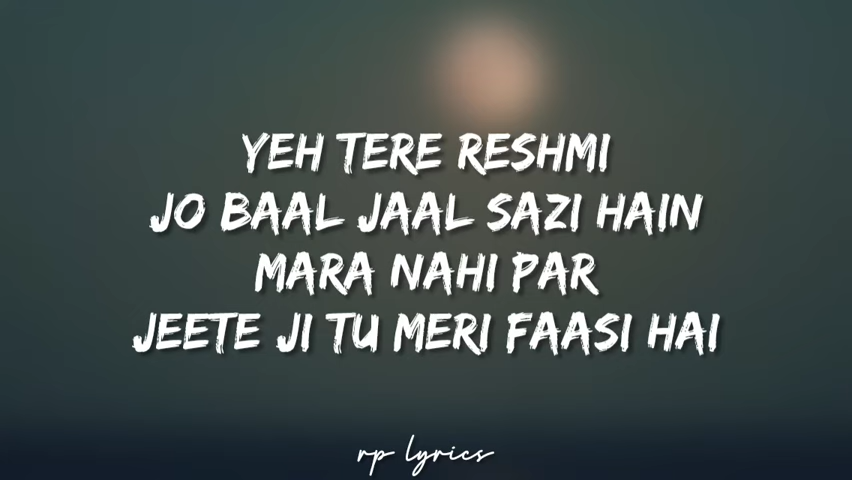 YEH TERE RESHMI
JO BAAL JAAL SAZI HAIN
MARA NAHI PAR
JEETE JI TU MERI FAASI HAI
rp lyrics